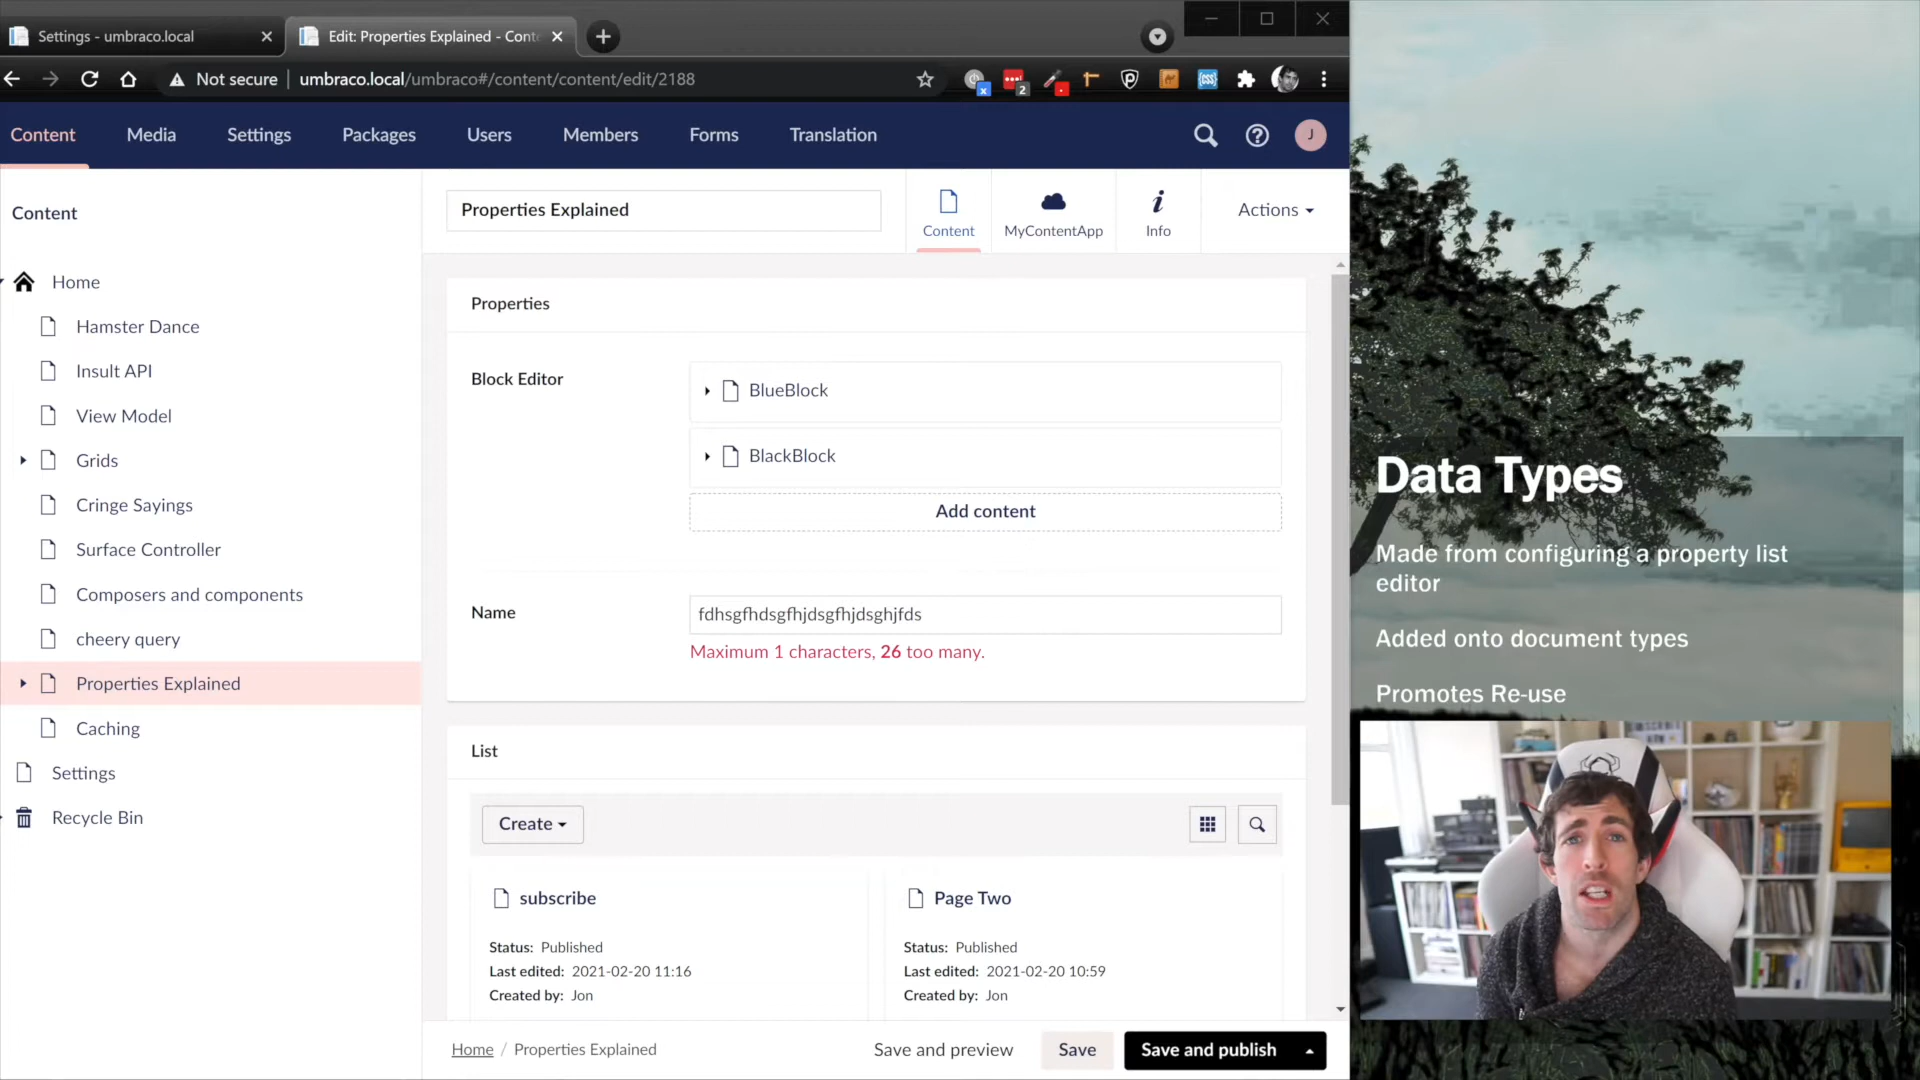 Settings - umbraco.local
Edit: Properties Explained - Conte
Not secure
umbraco.local/umbraco#/content/content/edit/2188
2
Content
Media
Settings
Packages
Users
Members
Forms
Translation
J
Content
Properties Explained
Content
MyContentApp
Info
Actions
Home
Hamster Dance
Insult API
View Model
Grids
Cringe Sayings
Surface Controller
Composers and components
cheery query
Properties Explained
Caching
Settings
Recycle Bin
Properties
Block Editor
BlueBlock
BlackBlock
Add content
Name
fdhsgfhdsgfhjdsgfhjdsghjfds
Maximum 1 characters, 26 too many.
List
Create
subscribe
Status: Published
Last edited: 2021-02-20 11:16
Created by: Jon
Page Two
Status: Published
Last edited: 2021-02-20 10:59
Created by: Jon
Home / Properties Explained
Save and preview
Save
Save and publish
Data Types
Made from configuring a property list
editor
Added onto document types
Promotes Re-use